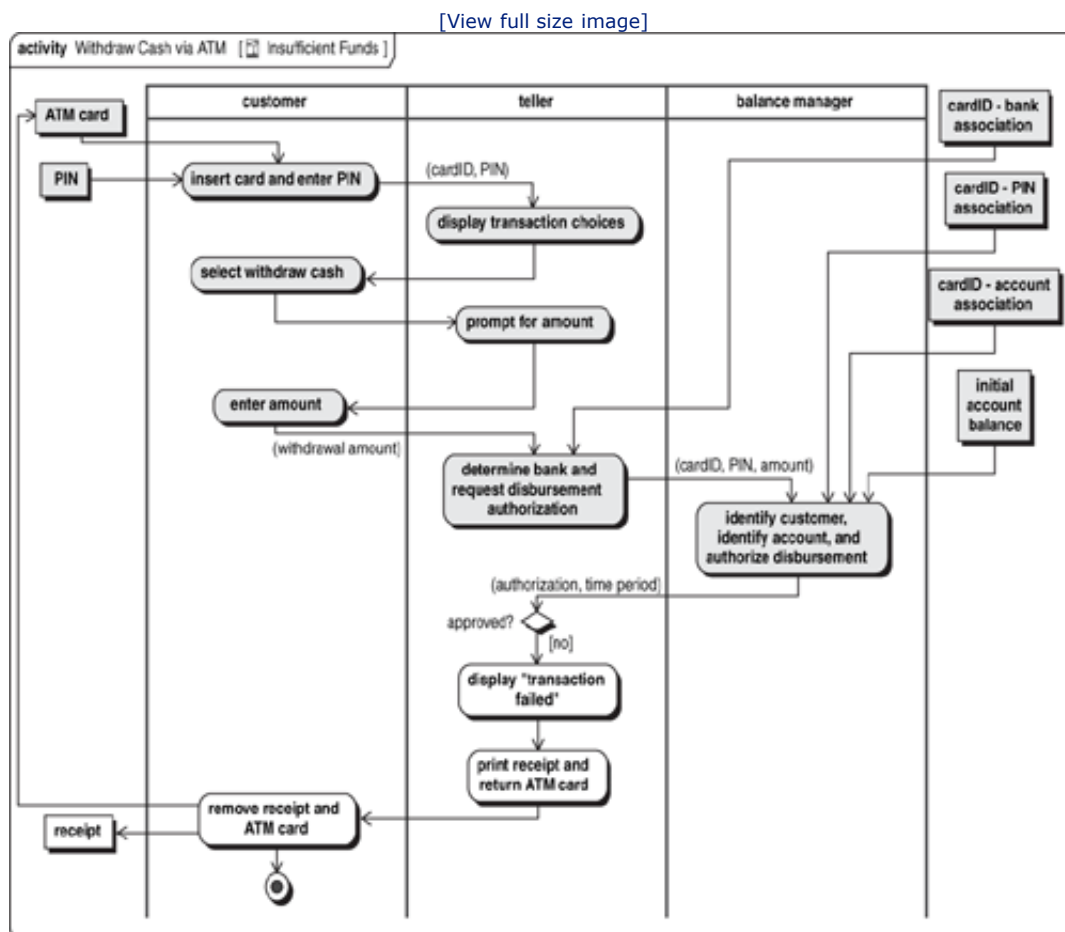 [View full size image]
activity Withdraw Cash via ATM [ Insufficient Funds ]
customer
teller
balance manager
ATM card
cardID - bank
association
PIN
insert card and enter PIN
(cardID, PIN)
cardID - PIN
association
display transaction choices
select withdraw cash
cardID - account
association
prompt for amount
initial
account
balance
enter amount
(withdrawal amount)
determine bank and
request disbursement
authorization
(cardID, PIN, amount)
identify customer,
identify account, and
authorize disbursement
(authorization, time period)
approved?
[no]
display "transaction
failed"
print receipt and
return ATM card
remove receipt and
ATM card
receipt